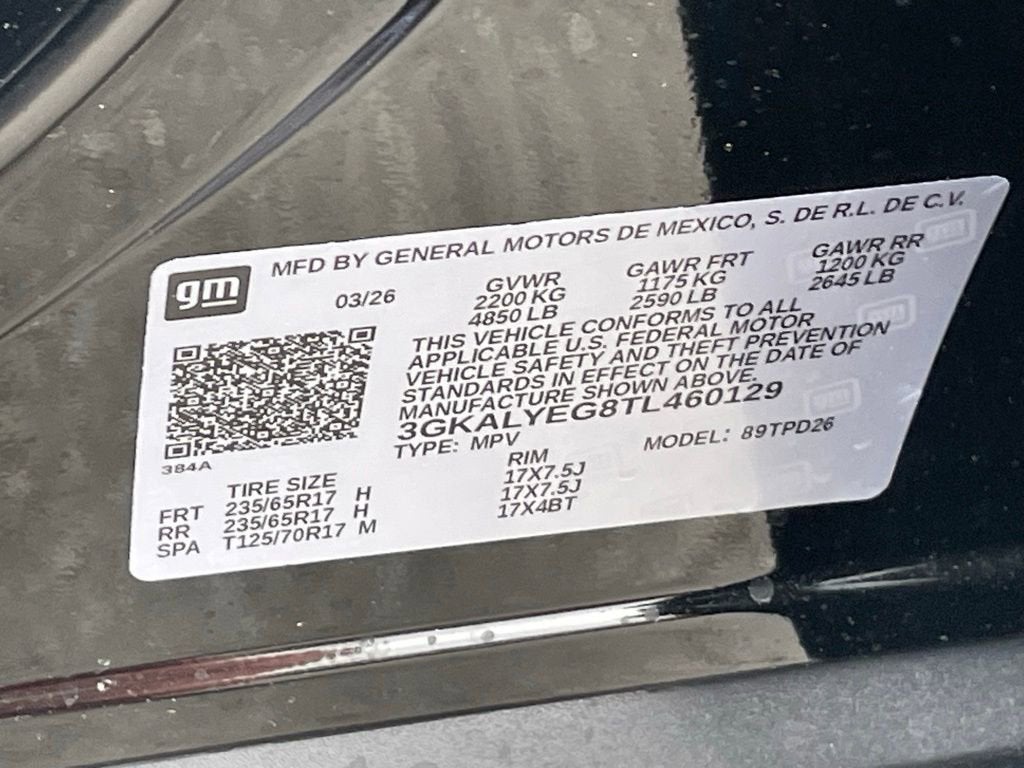 gm
MFD BY GENERAL MOTORS DE MEXICO, S. DE R.L. DE C.V.
03/26
GVWR GAWR FRT GAWR RR
2200 KG 1175 KG 1200 KG
4850 LB 2590 LB 2645 LB
THIS VEHICLE CONFORMS TO ALL
APPLICABLE U.S. FEDERAL MOTOR
VEHICLE SAFETY AND THEFT PREVENTION
STANDARDS IN EFFECT ON THE DATE OF
MANUFACTURE SHOWN ABOVE.
3GKALYEG8TL460129
TYPE: MPV MODEL: 89TPD26
384A
TIRE SIZE RIM
FRT 235/65R17 H 17X7.5J
RR 235/65R17 H 17X7.5J
SPA T125/70R17 M 17X4BT